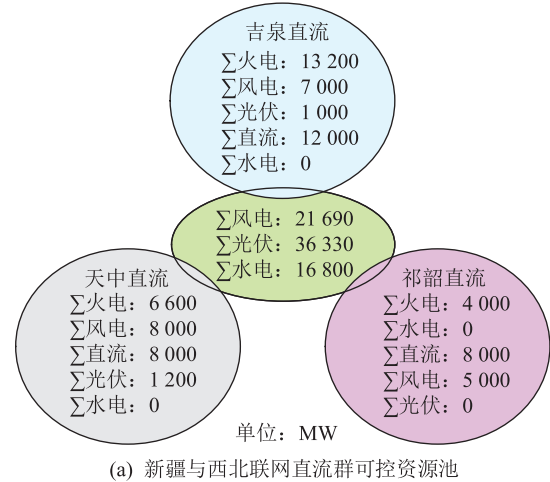 吉泉直流
∑火电：13 200
∑风电：7 000
∑光伏：1 000
∑直流：12 000
∑水电：0
∑风电：21 690
∑光伏：36 330
∑水电：16 800
天中直流
∑火电：6 600
∑风电：8 000
∑直流：8 000
∑光伏：1 200
∑水电：0
祁韶直流
∑火电：4 000
∑水电：0
∑直流：8 000
∑风电：5 000
∑光伏：0
单位：MW
(a) 新疆与西北联网直流群可控资源池